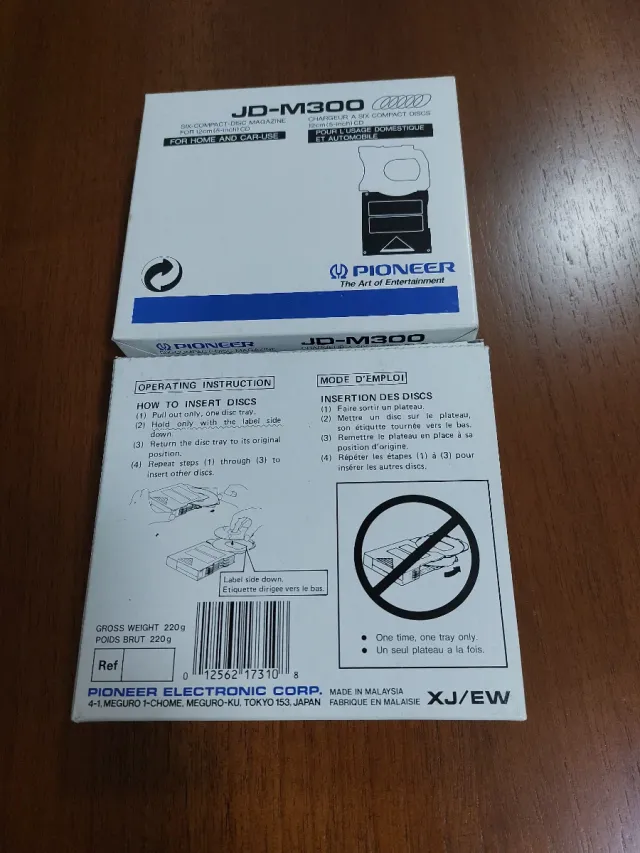 JD-M300
SIX-COMPACT-DISC MAGAZINE
FOR 12cm (5-inch) CD
FOR HOME AND CAR-USE
CHARGEUR A SIX COMPACT DISCS
12cm (5-inch) CD
POUR L'USAGE DOMESTIQUE
ET AUTOMOBILE
PIONEER
The Art of Entertainment
PIONEER
JD-M300
OPERATING INSTRUCTION
HOW TO INSERT DISCS
(1) Pull out only, one disc tray.
(2) Hold only with the label side
down.
(3) Return the disc tray to its original
position.
(4) Repeat steps (1) through (3) to
insert other discs.
MODE D'EMPLOI
INSERTION DES DISCS
(1) Faire sortir un plateau.
(2) Mettre un disc sur le plateau,
son étiquette tournée vers le bas.
(3) Remettre le plateau en place à sa
position d'origine.
(4) Répéter les étapes (1) à (3) pour
insérer les autres discs.
Label side down.
Etiquette dirigée vers le bas.
One time, one tray only.
Un seul plateau a la fois.
GROSS WEIGHT 220g
POIDS BRUT 220g
Ref
0 12562 17310 8
PIONEER ELECTRONIC CORP.
4-1, MEGURO 1-CHOME, MEGURO-KU, TOKYO 153, JAPAN
MADE IN MALAYSIA
FABRIQUE EN MALAISIE
XJ/EW